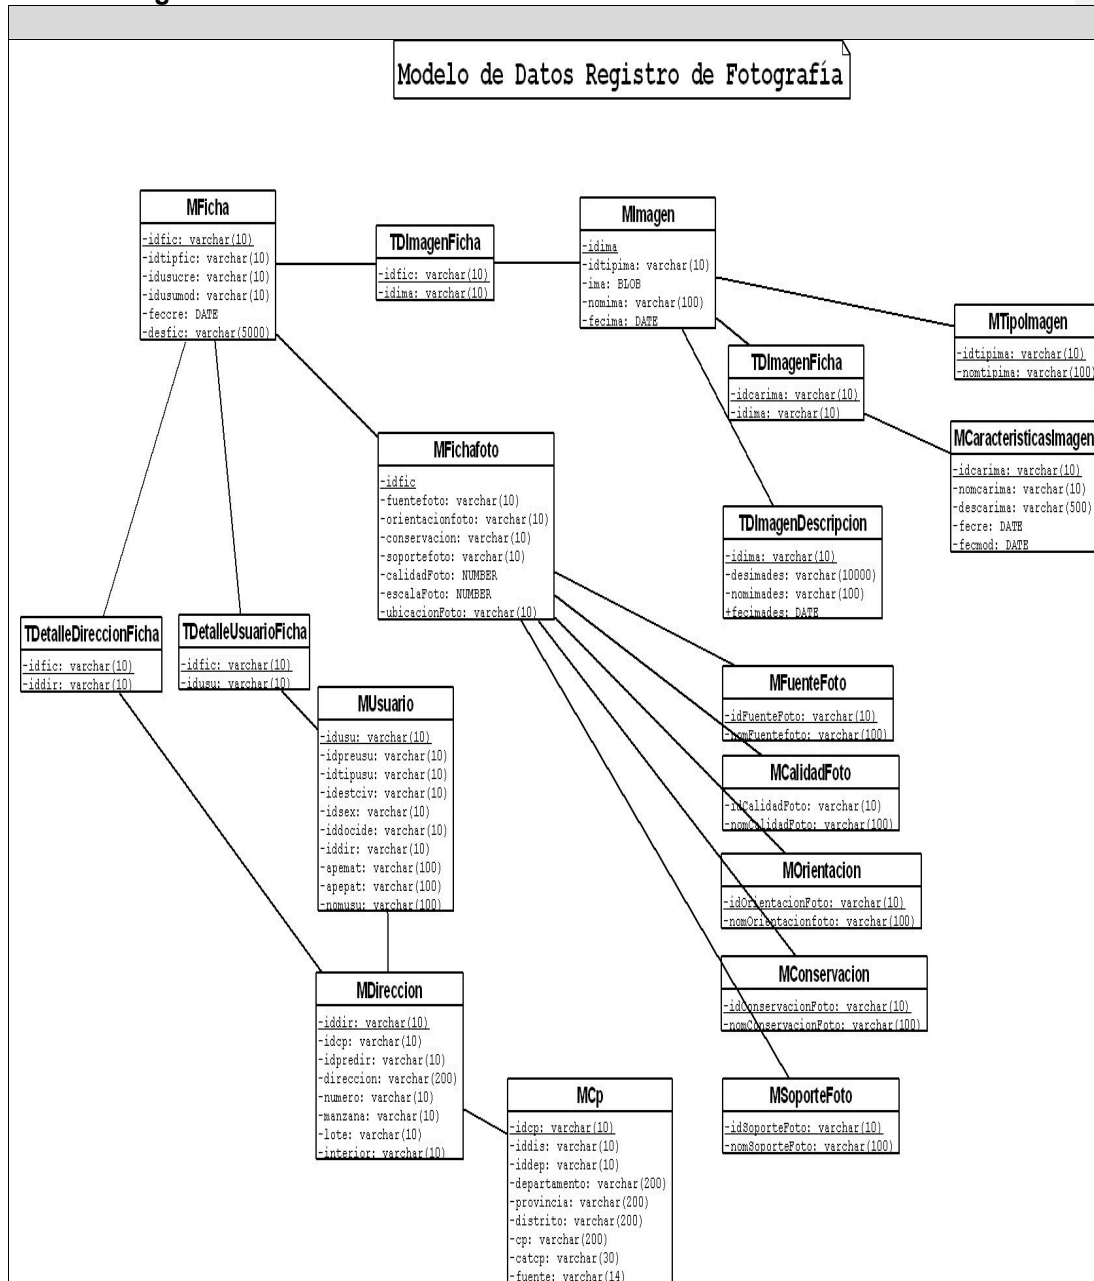 Modelo de Datos Registro de Fotografía
MFicha
-idfic: varchar(10)
-idtipfic: varchar(10)
-idusucre: varchar(10)
-idusumod: varchar(10)
-feccre: DATE
-desfic: varchar(5000)
TDImagenFicha
-idfic: varchar(10)
-idima: varchar(10)
MImagen
-idima
-idtipima: varchar(10)
-ima: BLOB
-nomima: varchar(100)
-fecima: DATE
MTipoImagen
-idtipima: varchar(10)
-nomtipima: varchar(100)
TDImagenFicha
-idcarima: varchar(10)
-idima: varchar(10)
MCaracteristicasImagen
-idcarima: varchar(10)
-nomcarima: varchar(10)
-descarima: varchar(500)
-fecre: DATE
-fecmod: DATE
MFichafoto
-idfic
-fuentefoto: varchar(10)
-orientacionfoto: varchar(10)
-conservacion: varchar(10)
-soportefoto: varchar(10)
-calidadFoto: NUMBER
-escalaFoto: NUMBER
-ubicacionFoto: varchar(10)
TDImagenDescripcion
-idima: varchar(10)
-desimades: varchar(10000)
-nomimades: varchar(100)
+fecimades: DATE
TDetalleDireccionFicha
-idfic: varchar(10)
-iddir: varchar(10)
TDetalleUsuarioFicha
-idfic: varchar(10)
-idusu: varchar(10)
MUsuario
-idusu: varchar(10)
-idpreusu: varchar(10)
-idtipusu: varchar(10)
-idestciv: varchar(10)
-idsex: varchar(10)
-iddocide: varchar(10)
-iddir: varchar(10)
-apemat: varchar(100)
-apepat: varchar(100)
-nomusu: varchar(100)
MFuenteFoto
-idFuenteFoto: varchar(10)
-nomFuentefoto: varchar(100)
MCalidadFoto
-idCalidadFoto: varchar(10)
-nomCalidadFoto: varchar(100)
MOrientacion
-idOrientacionFoto: varchar(10)
-nomOrientacionfoto: varchar(100)
MConservacion
-idConservacionFoto: varchar(10)
-nomConservacionFoto: varchar(100)
MSoporteFoto
-idSoporteFoto: varchar(10)
-nomSoporteFoto: varchar(100)
MDireccion
-iddir: varchar(10)
-idcp: varchar(10)
-idpredir: varchar(10)
-direccion: varchar(200)
-numero: varchar(10)
-manzana: varchar(10)
-lote: varchar(10)
-interior: varchar(10)
MCp
-idcp: varchar(10)
-iddis: varchar(10)
-iddep: varchar(10)
-departamento: varchar(200)
-provincia: varchar(200)
-distrito: varchar(200)
-cp: varchar(200)
-catcp: varchar(30)
-fuente: varchar(14)